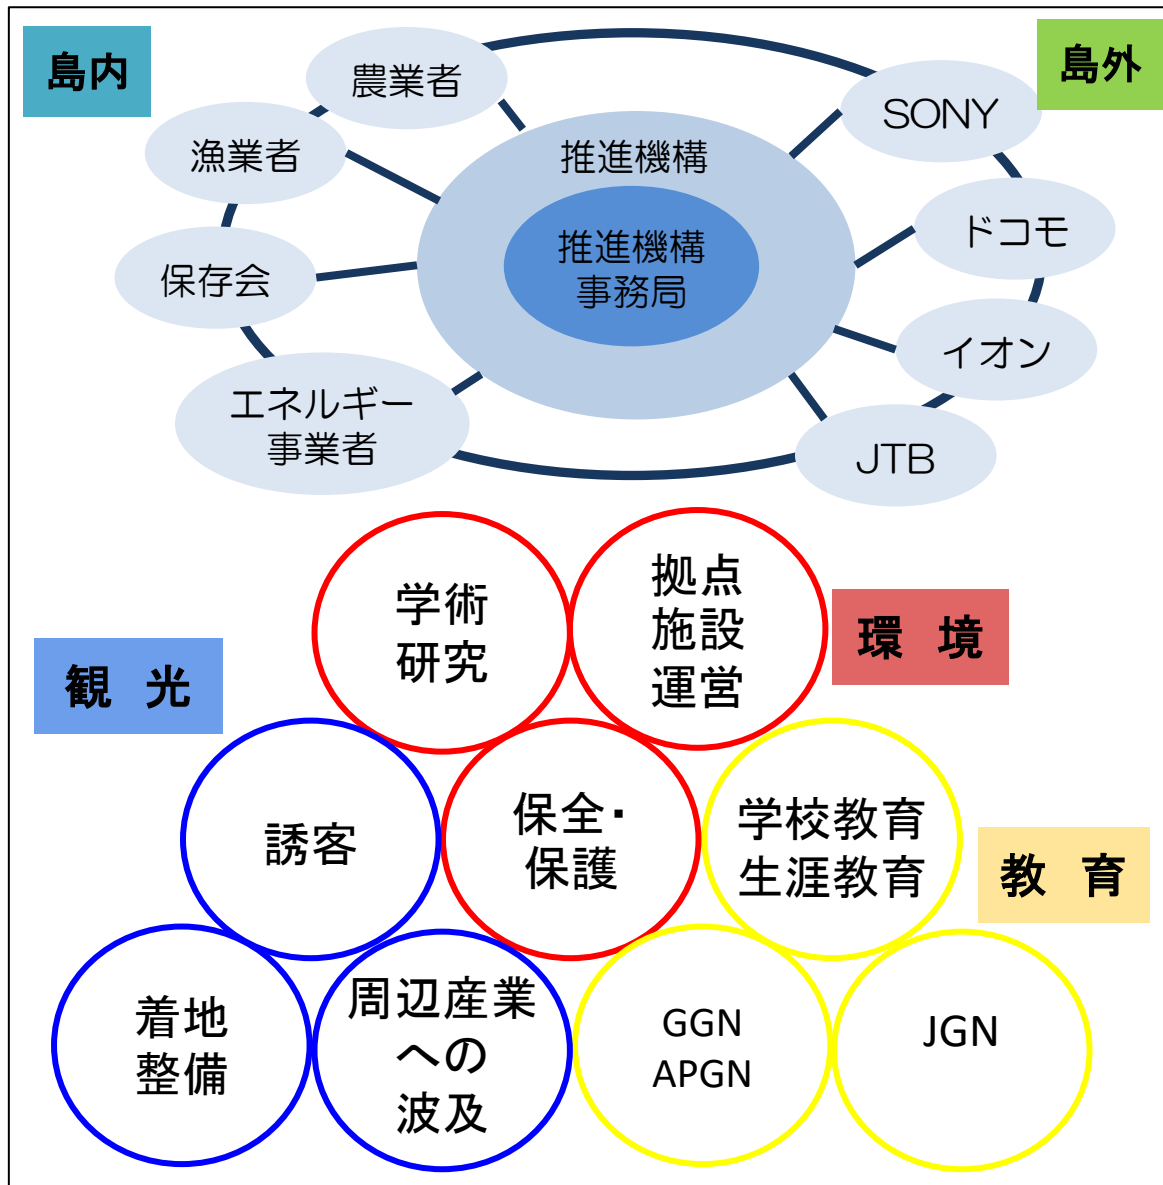 島内
島外
農業者
SONY
漁業者
推進機構
ドコモ
推進機構
事務局
保存会
イオン
エネルギー
事業者
JTB
学術
研究
拠点
施設
運営
環 境
観 光
誘客
保全・
保護
学校教育
生涯教育
教 育
着地
整備
周辺産業
への
波及
GGN
APGN
JGN